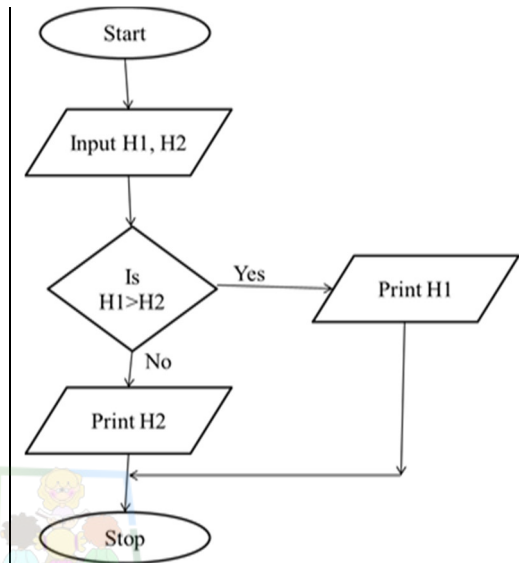 Start
Input H1, H2
Is
H1>H2
Yes
Print H1
No
Print H2
Stop